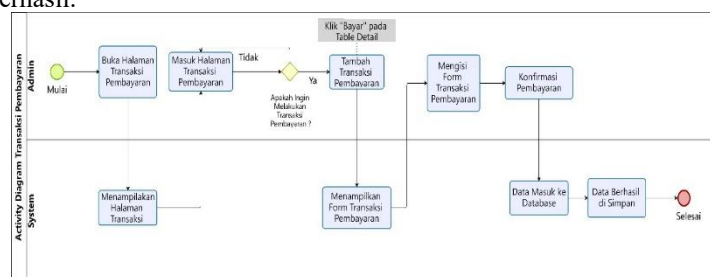 erhasil.
Activity Diagram Transaksi Pembayaran
Admin
System
Mulai
Buka Halaman
Transaksi
Pembayaran
Masuk Halaman
Transaksi
Pembayaran
Tidak
Ya
Apakah Ingin
Melakukan
Transaksi
Pembayaran ?
Klik "Bayar" pada
Table Detail
Tambah
Transaksi
Pembayaran
Mengisi
Form
Transaksi
Pembayaran
Konfirmasi
Pembayaran
Menampilakan
Halaman
Transaksi
Menampilkan
Form Transaksi
Pembayaran
Data Masuk ke
Database
Data Berhasil
di Simpan
Selesai